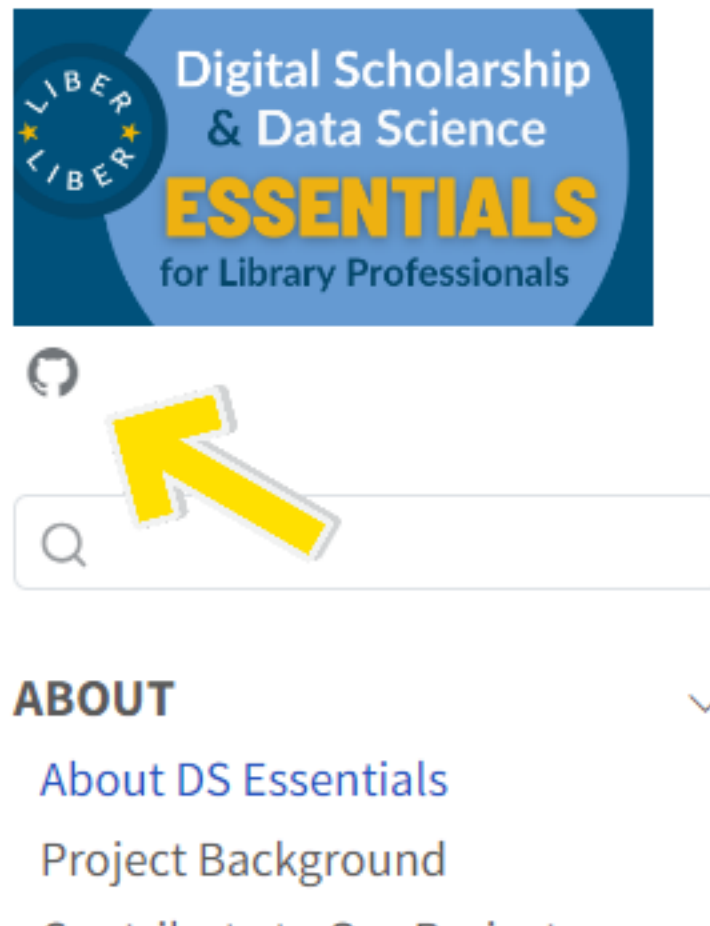 LIBER
LIBER
Digital Scholarship
& Data Science
ESSENTIALS
for Library Professionals
ABOUT
About DS Essentials
Project Background